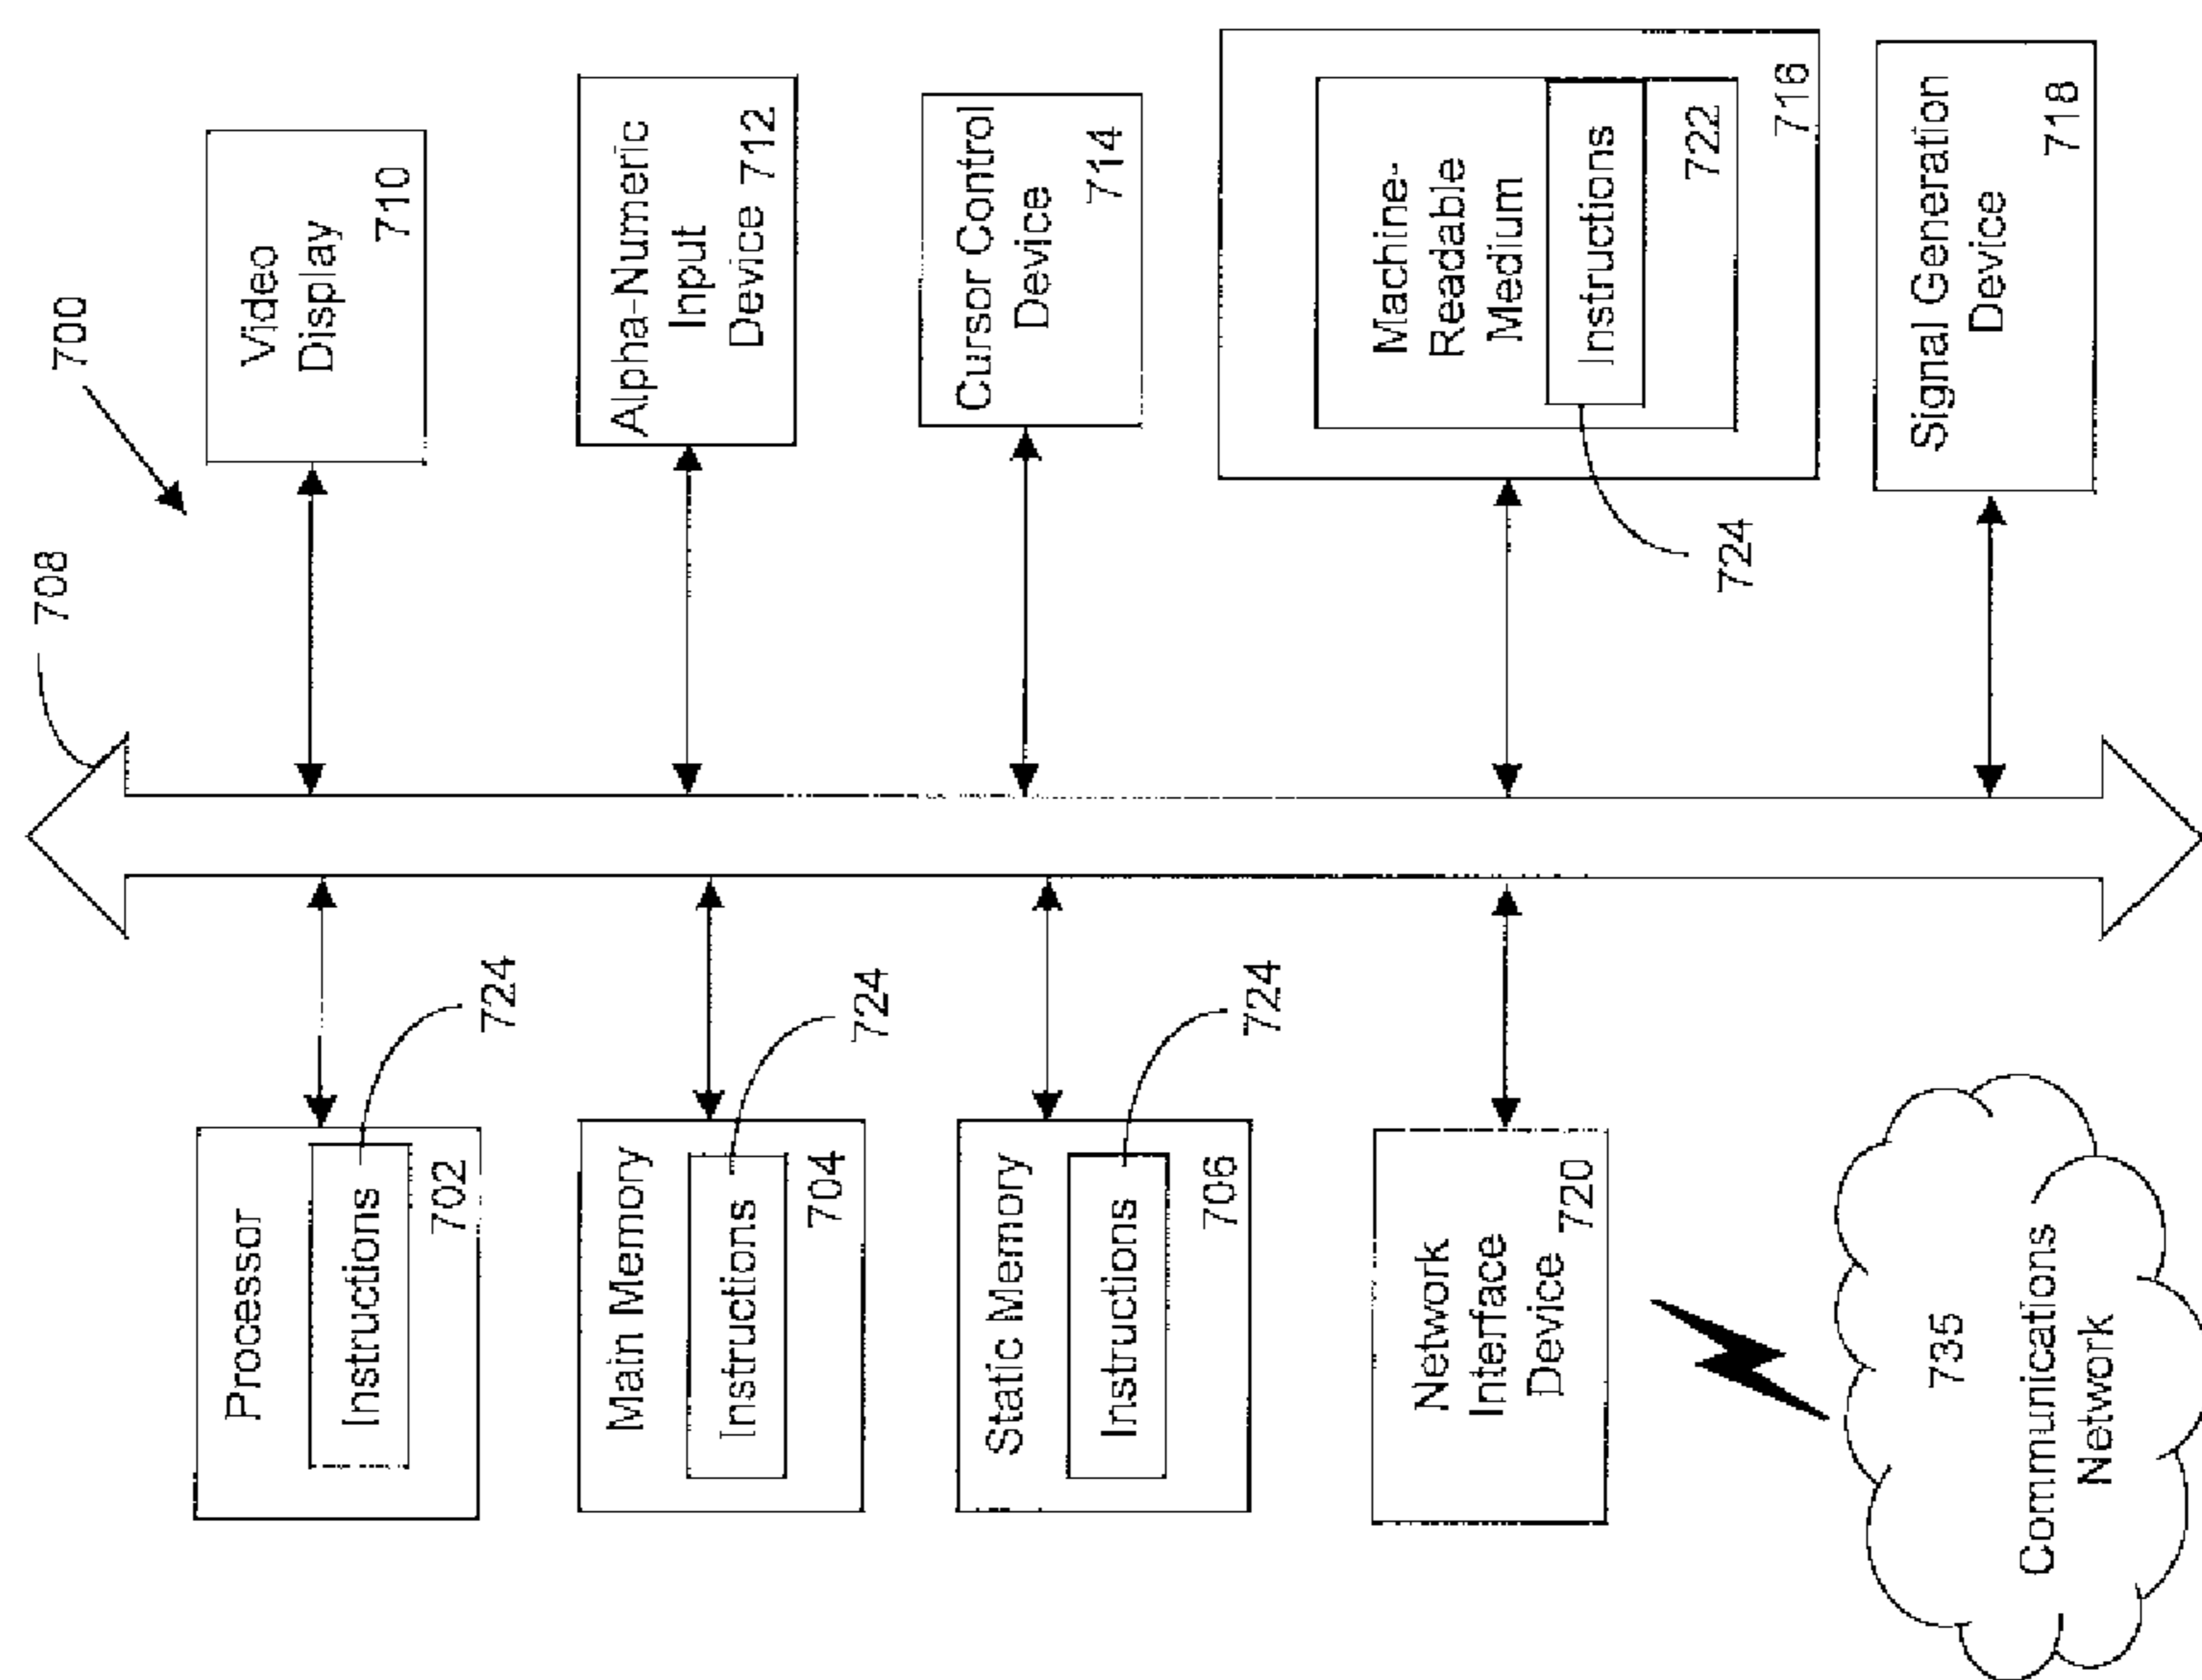 700
708
Processor
Instructions
702
724
Main Memory
Instructions
704
724
Static Memory
Instructions
706
724
Network
Interface
Device 720
735
Communications
Network
Video
Display
710
Alpha-Numeric
Input
Device 712
Cursor Control
Device
714
Machine-
Readable
Medium
Instructions
722
716
724
Signal Generation
Device
718